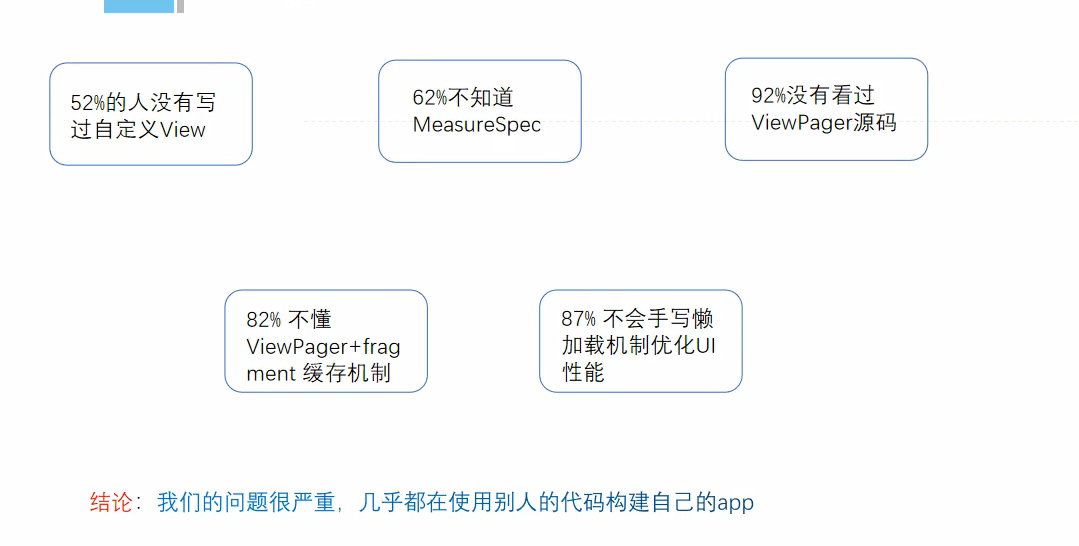 52%的人没有写
过自定义View
62%不知道
MeasureSpec
92%没有看过
ViewPager源码
82% 不懂
ViewPager+frag
ment 缓存机制
87% 不会手写懒
加载机制优化UI
性能
结论：我们的问题很严重，几乎都在使用别人的代码构建自己的app